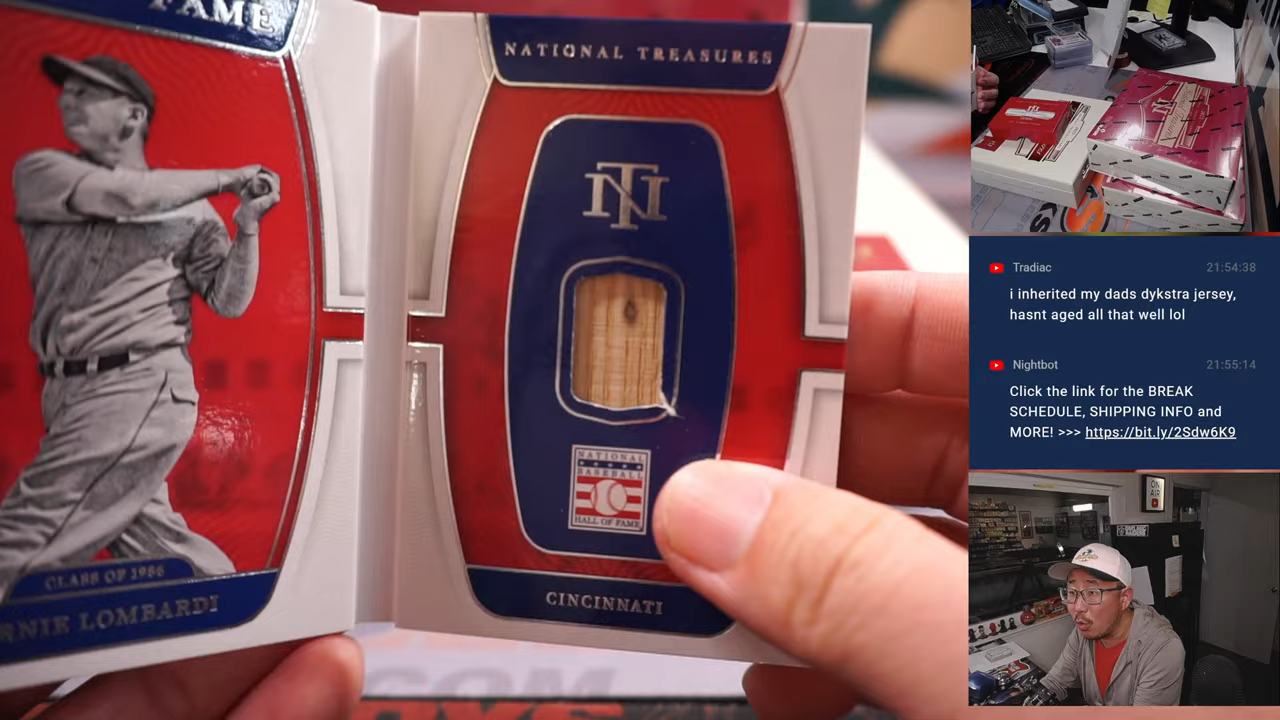 FAME
NATIONAL TREASURES
NT
NATIONAL
BASEBALL
HALL OF FAME
CLASS OF 1986
RNIE LOMBARDI
CINCINNATI
Tradiac 21:54:38
i inherited my dads dykstra jersey,
hasnt aged all that well lol
Nightbot 21:55:14
Click the link for the BREAK
SCHEDULE, SHIPPING INFO and
MORE! >>> https://bit.ly/2Sdw6K9
ON
AIR
.COM